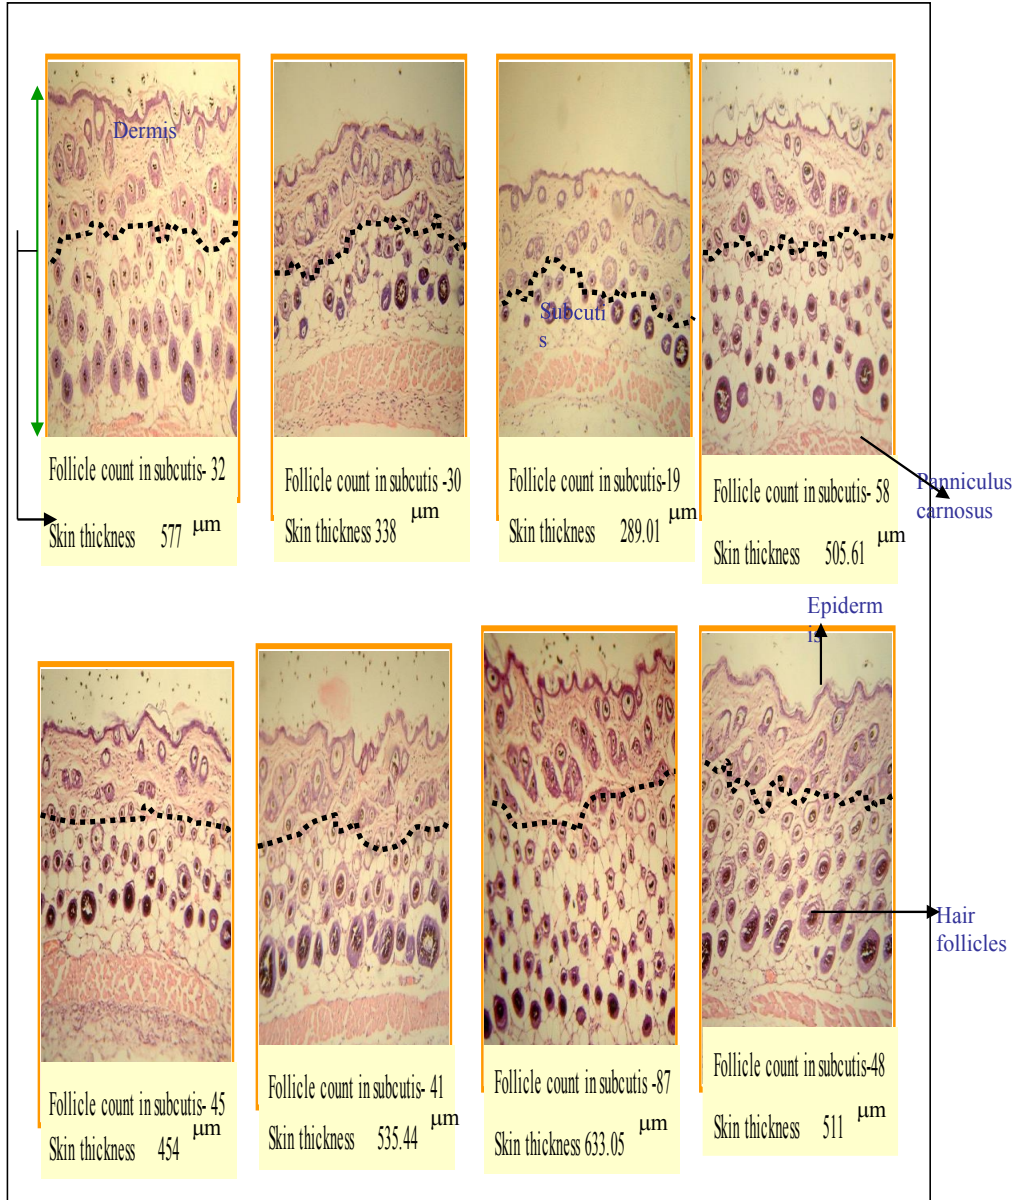 Dermis
Subcuti
s
Follicle count in subcutis- 32
Skin thickness 577 μm
Follicle count in subcutis -30
Skin thickness 338 μm
Follicle count in subcutis-19
Skin thickness 289.01 μm
Follicle count in subcutis- 58
Skin thickness 505.61 μm
Panniculus
carnosus
Epiderm
is
Follicle count in subcutis- 45
Skin thickness 454 μm
Follicle count in subcutis- 41
Skin thickness 535.44 μm
Follicle count in subcutis -87
Skin thickness 633.05 μm
Follicle count in subcutis-48
Skin thickness 511 μm
Hair
follicles